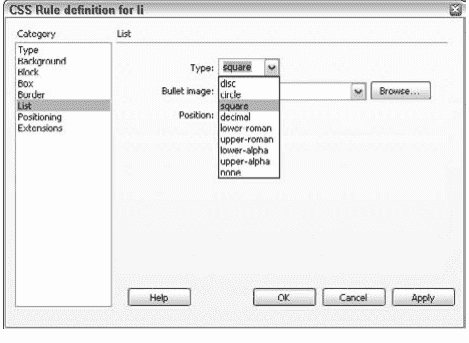 CSS Rule definition for li
Category
List
Type
Background
Block
Box
Border
List
Positioning
Extensions
Type: square
disc
Bullet image:
Browse...
circle
square
Position:
decimal
lower-roman
upper-roman
lower-alpha
upper-alpha
none
Help
OK
Cancel
Apply